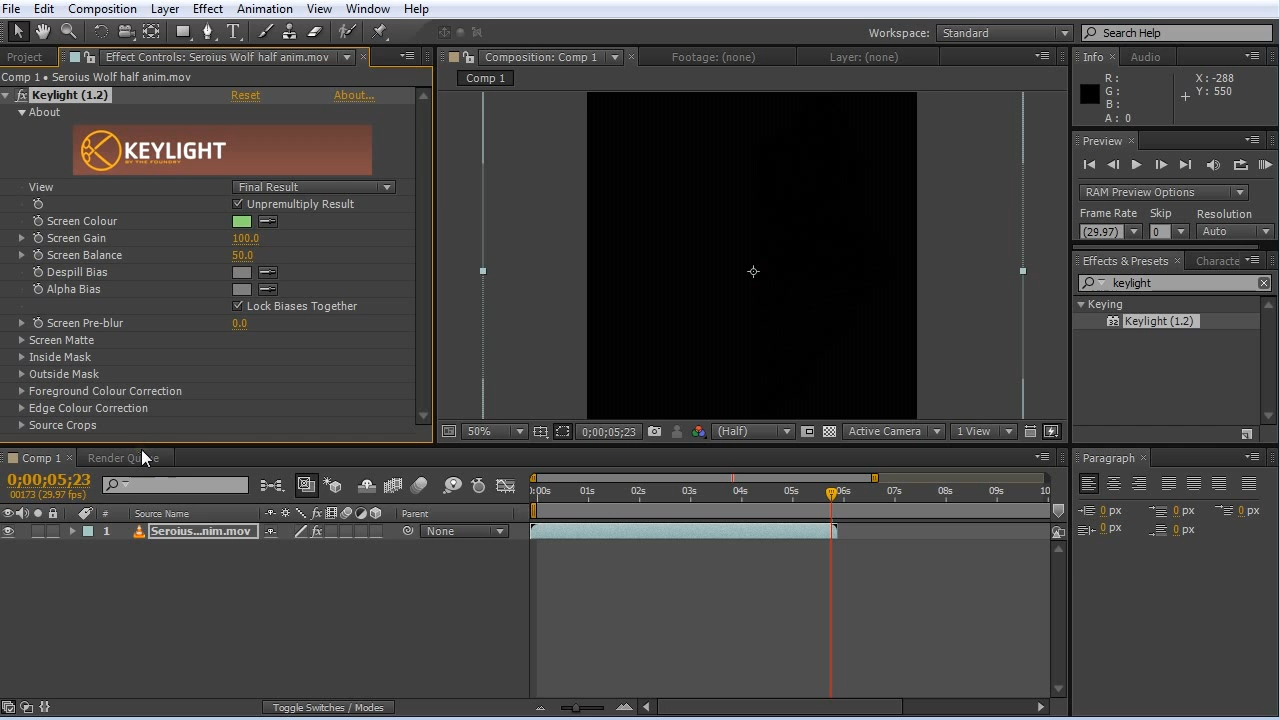 File Edit Composition Layer Effect Animation View Window Help
Workspace: Standard Search Help
Project Effect Controls: Seroius Wolf half anim.mov Composition: Comp 1 Footage: (none) Layer: (none) Info Audio
Comp 1 • Seroius Wolf half anim.mov
Comp 1
R: G: B: A: 0
X: -288
Y: 550
Keylight (1.2) Reset About...
About
KEYLIGHT
BY THE FOUNDRY
View Final Result
Unpremultiply Result
Screen Colour
Screen Gain 100.0
Screen Balance 50.0
Despill Bias
Alpha Bias
Lock Biases Together
Screen Pre-blur 0.0
Screen Matte
Inside Mask
Outside Mask
Foreground Colour Correction
Edge Colour Correction
Source Crops
Preview
RAM Preview Options
Frame Rate Skip Resolution
(29.97) 0 Auto
Effects & Presets Characte
keylight
Keying
32 Keylight (1.2)
50% 0;00;05;23 (Half) Active Camera 1 View
Comp 1 Render Que
0;00;05;23
00173 (29.97 fps)
0:00s 01s 02s 03s 04s 05s 06s 07s 08s 09s 10
# Source Name Parent
1 Seroius...nim.mov None
Paragraph
0 px 0 px 0 px
0 px 0 px
Toggle Switches / Modes